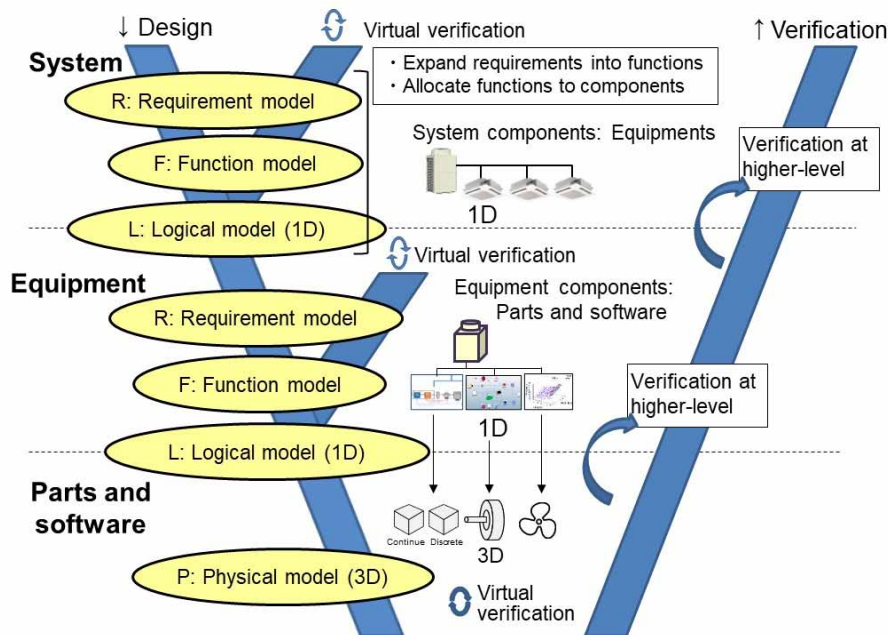 ↓ Design
Virtual verification
↑ Verification
System
・ Expand requirements into functions
・ Allocate functions to components
R: Requirement model
System components: Equipments
Verification at
higher-level
F: Function model
1D
L: Logical model (1D)
Virtual verification
Equipment
Equipment components:
Parts and software
R: Requirement model
F: Function model
Verification at
higher-level
1D
L: Logical model (1D)
Parts and
software
Continue Discrete
3D
P: Physical model (3D)
Virtual
verification